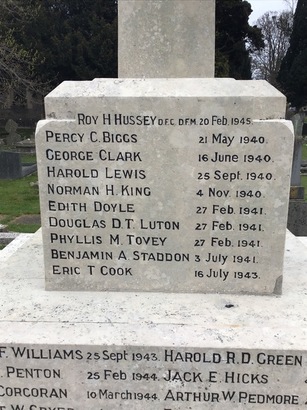 ROY H HUSSEY D.F.C. D.F.M. 20 FEB. 1945.
PERCY C. BIGGS 21 MAY 1940.
GEORGE CLARK 16 JUNE 1940.
HAROLD LEWIS 25 SEPT. 1940.
NORMAN H. KING 4 NOV. 1940.
EDITH DOYLE 27 FEB. 1941.
DOUGLAS D.T. LUTON 27 FEB. 1941.
PHYLLIS M. TOVEY 27 FEB. 1941.
BENJAMIN A. STADDON 3 JULY 1941.
ERIC T COOK 16 JULY 1943.
F. WILLIAMS 25 SEPT 1943. HAROLD R.D. GREEN
PENTON 25 FEB 1944. JACK E. HICKS
CORCORAN 10 MARCH 1944. ARTHUR W. PEDMORE